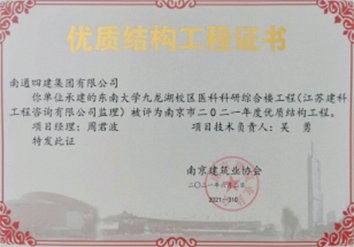 优质结构工程证书
南通四建集团有限公司
你单位承建的东南大学九龙湖校区医科科研综合楼工程（江苏建科
工程咨询有限公司监理）被评为南京市二〇二一年度优质结构工程。
项目经理：周君波 项目技术负责人：吴 勇
特发此证
南京建筑业协会
2021-010